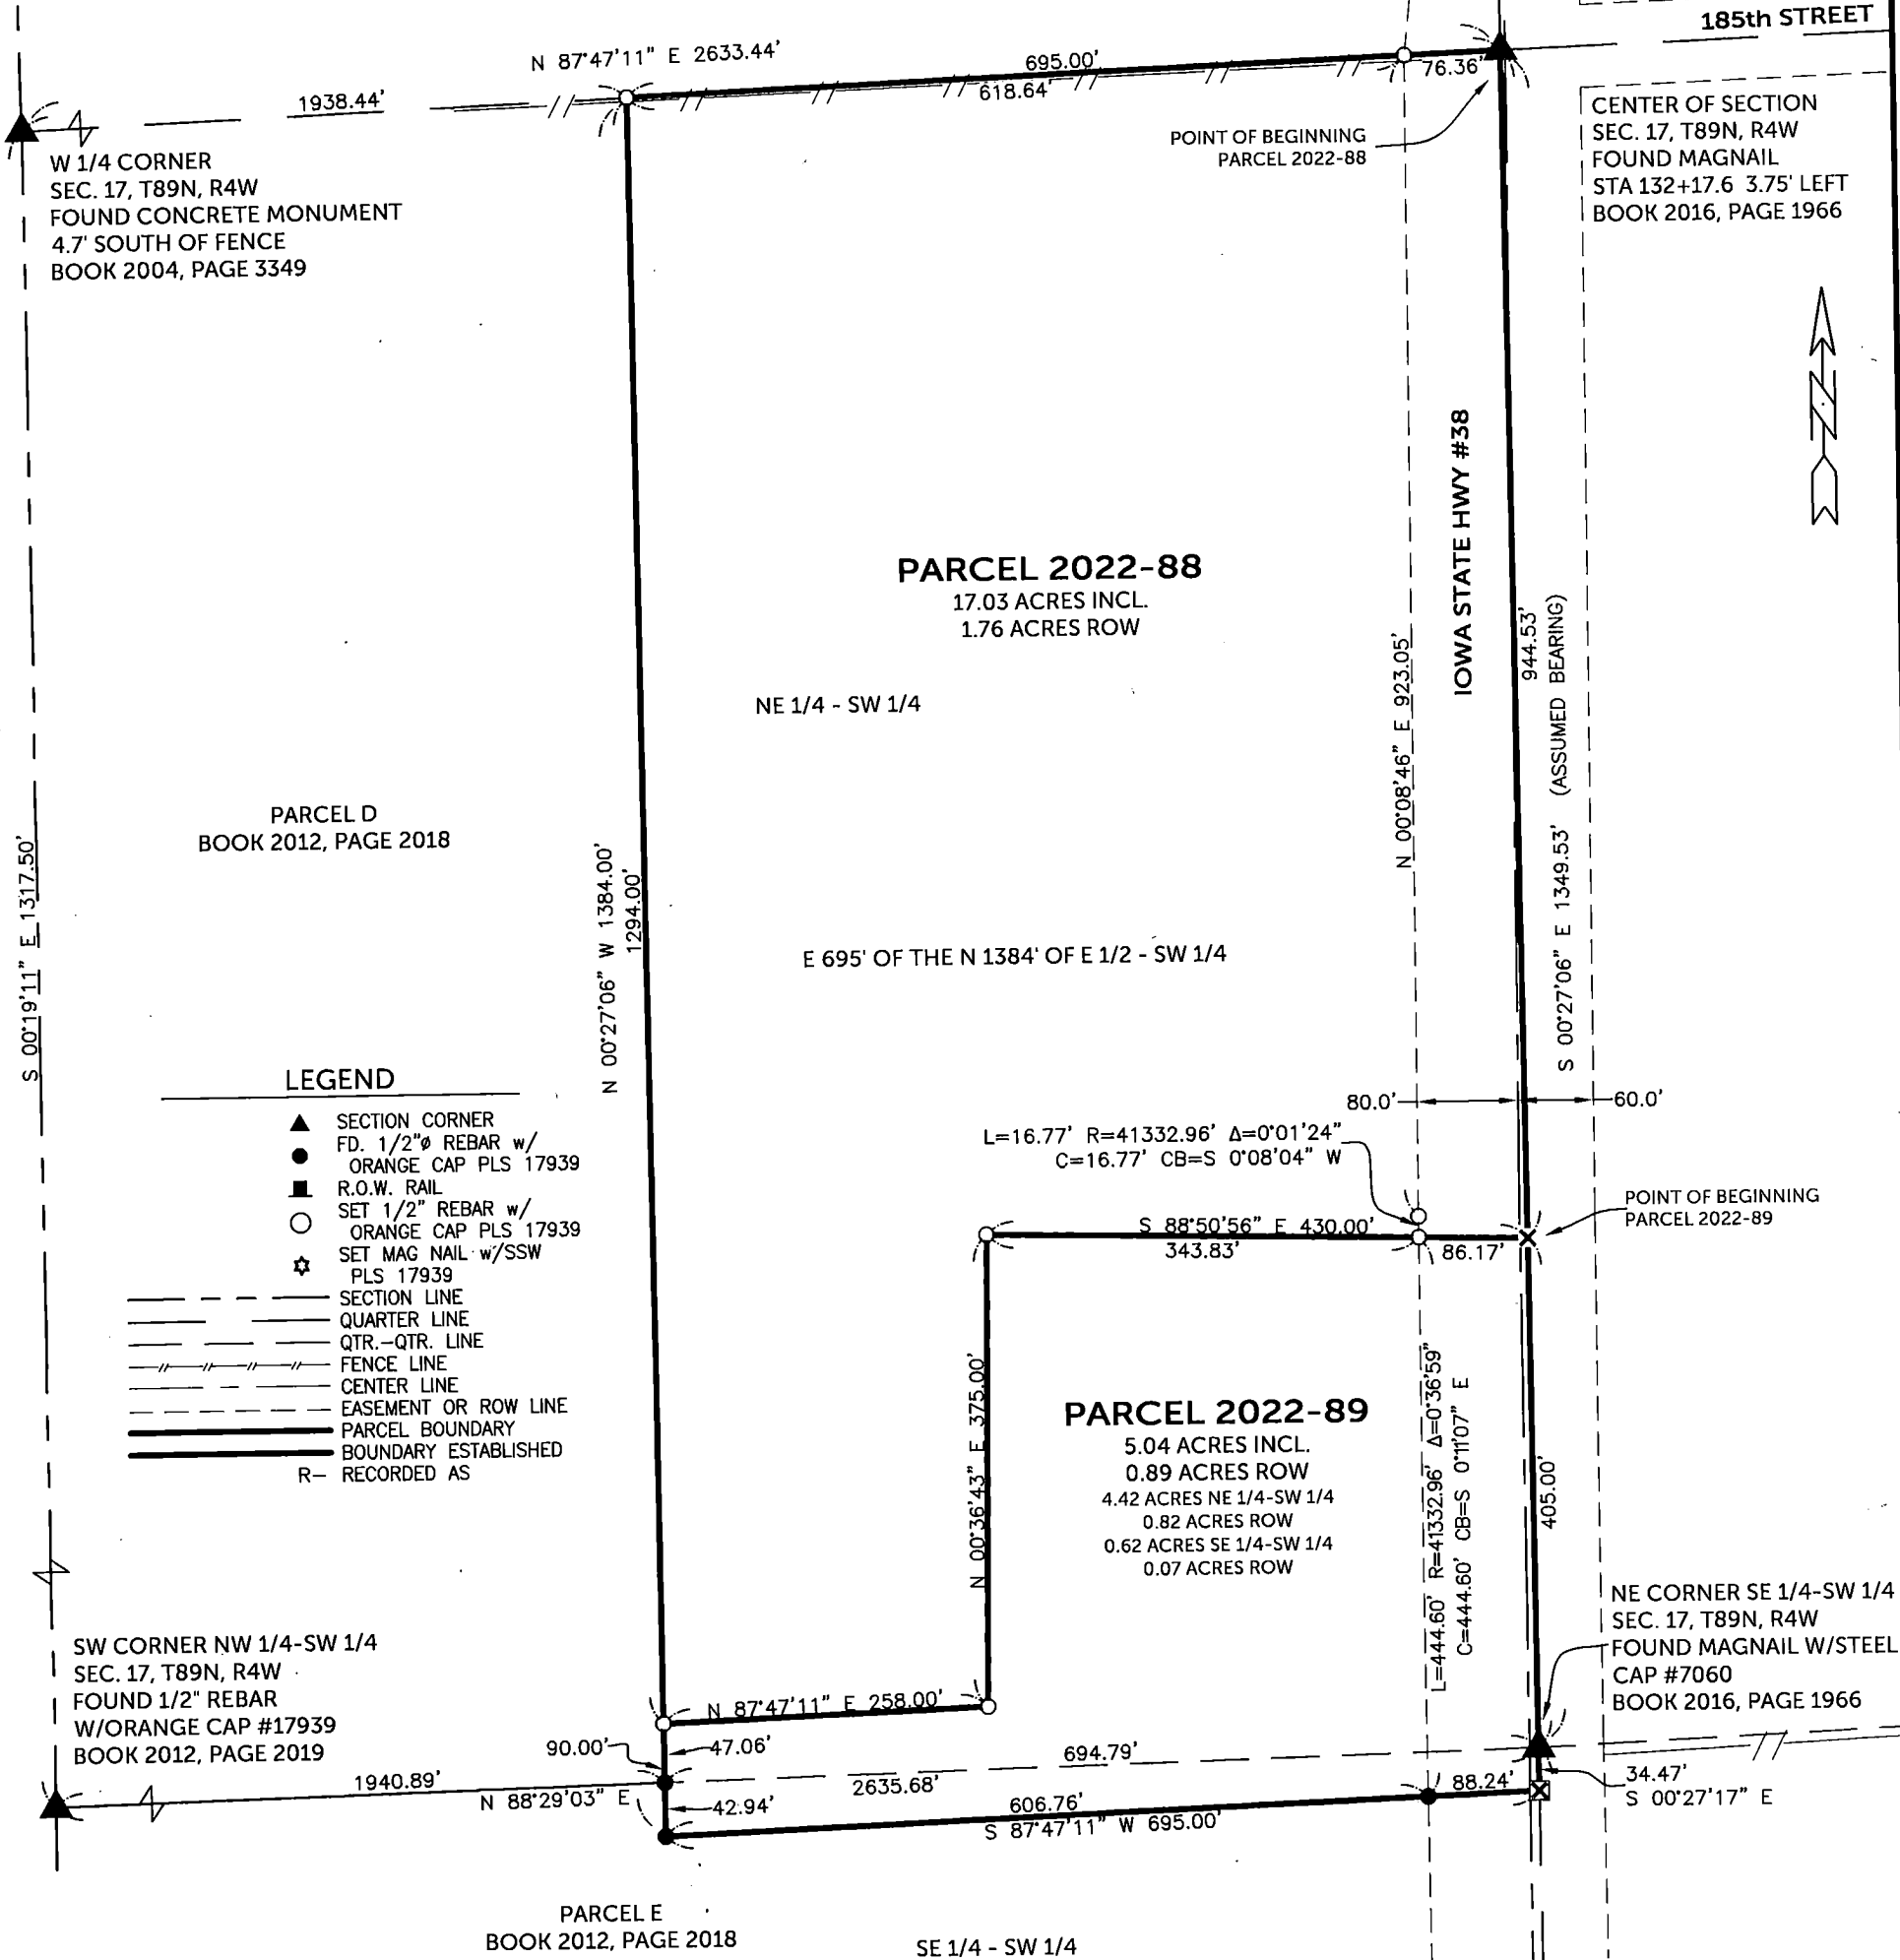 185th STREET
N 87°47'11" E 2633.44'
695.00'
76.36'
1938.44'
618.64'
W 1/4 CORNER
SEC. 17, T89N, R4W
FOUND CONCRETE MONUMENT
4.7' SOUTH OF FENCE
BOOK 2004, PAGE 3349
POINT OF BEGINNING
PARCEL 2022-88
CENTER OF SECTION
SEC. 17, T89N, R4W
FOUND MAGNAIL
STA 132+17.6 3.75' LEFT
BOOK 2016, PAGE 1966
N
IOWA STATE HWY #38
PARCEL 2022-88
17.03 ACRES INCL.
1.76 ACRES ROW
NE 1/4 - SW 1/4
N 00°08'46" E 923.05'
944.53'
S 00°27'06" E 1349.53' (ASSUMED BEARING)
PARCEL D
BOOK 2012, PAGE 2018
S 00°19'11" E 1317.50'
N 00°27'06" W 1384.00'
1294.00'
E 695' OF THE N 1384' OF E 1/2 - SW 1/4
80.0'
60.0'
L=16.77' R=41332.96' Δ=0°01'24"
C=16.77' CB=S 0°08'04" W
LEGEND
SECTION CORNER
FD. 1/2"ø REBAR w/
ORANGE CAP PLS 17939
R.O.W. RAIL
SET 1/2" REBAR w/
ORANGE CAP PLS 17939
SET MAG NAIL w/SSW
PLS 17939
SECTION LINE
QUARTER LINE
QTR.-QTR. LINE
FENCE LINE
CENTER LINE
EASEMENT OR ROW LINE
PARCEL BOUNDARY
BOUNDARY ESTABLISHED
R- RECORDED AS
POINT OF BEGINNING
PARCEL 2022-89
S 88°50'56" E 430.00'
343.83'
86.17'
N 00°36'43" E 375.00'
PARCEL 2022-89
5.04 ACRES INCL.
0.89 ACRES ROW
4.42 ACRES NE 1/4-SW 1/4
0.82 ACRES ROW
0.62 ACRES SE 1/4-SW 1/4
0.07 ACRES ROW
L=444.60' R=41332.96' Δ=0°36'59"
C=444.60' CB=S 0°11'07" E
405.00'
NE CORNER SE 1/4-SW 1/4
SEC. 17, T89N, R4W
FOUND MAGNAIL W/STEEL
CAP #7060
BOOK 2016, PAGE 1966
SW CORNER NW 1/4-SW 1/4
SEC. 17, T89N, R4W
FOUND 1/2" REBAR
W/ORANGE CAP #17939
BOOK 2012, PAGE 2019
N 87°47'11" E 258.00'
90.00'
47.06'
694.79'
1940.89'
N 88°29'03" E
2635.68'
42.94'
606.76'
88.24'
S 87°47'11" W 695.00'
34.47'
S 00°27'17" E
PARCEL E
BOOK 2012, PAGE 2018
SE 1/4 - SW 1/4